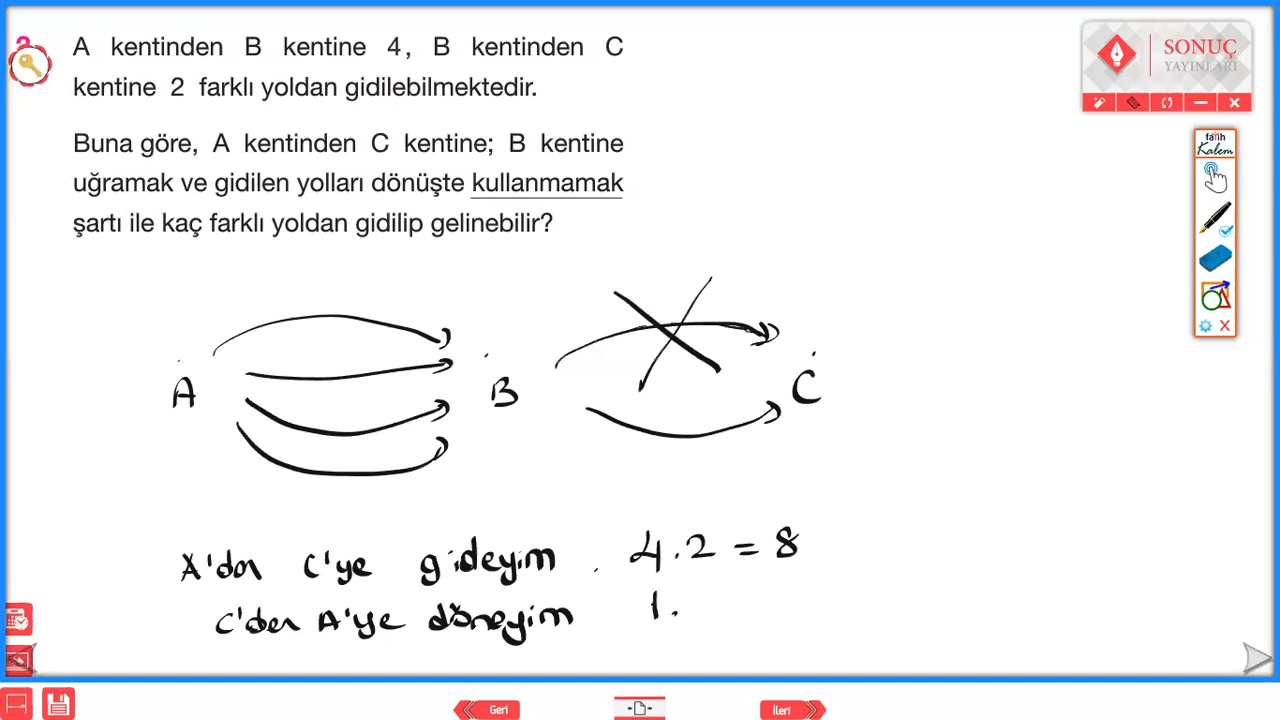 2
A kentinden B kentine 4, B kentinden C
kentine 2 farklı yoldan gidilebilmektedir.
Buna göre, A kentinden C kentine; B kentine
uğramak ve gidilen yolları dönüşte kullanmamak
şartı ile kaç farklı yoldan gidilip gelinebilir?
SONUÇ
YAYINLARI
fatih
Kalem
A B C
A'dan C'ye gideyim . 4.2 = 8
C'den A'ye döneyim 1.
Geri
İleri